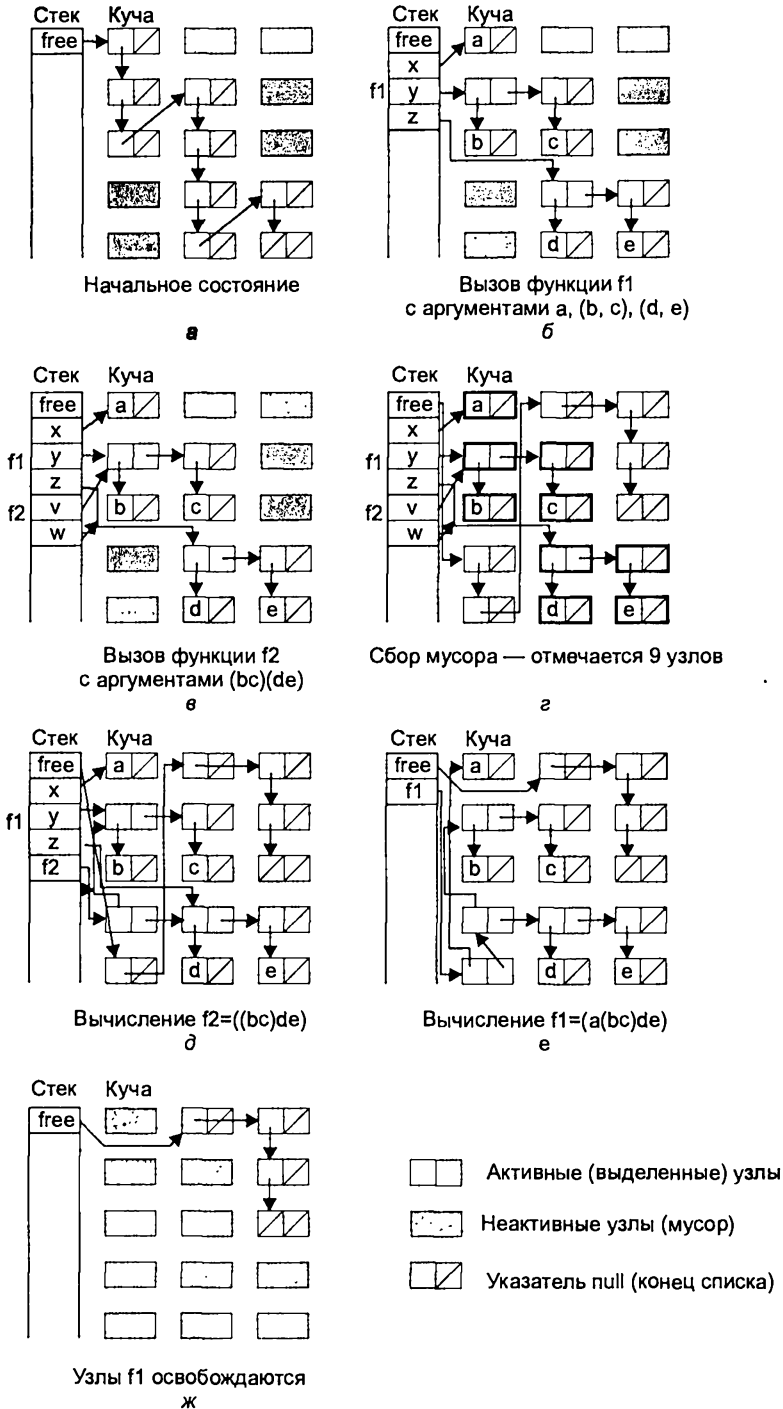 Стек Куча
free
Начальное состояние
а
Стек Куча
free
a
x
f1 y
z
b c
d e
Вызов функции f1
с аргументами a, (b, c), (d, e)
б
Стек Куча
free
a
x
f1 y
z
f2 v
b c
w
d e
Вызов функции f2
с аргументами (bc)(de)
в
Стек Куча
free
a
x
f1 y
z
f2 v
b c
w
d e
Сбор мусора — отмечается 9 узлов
г
Стек Куча
free
a
x
f1 y
z
f2
b c
d e
Вычисление f2=((bc)de)
д
Стек Куча
free
a
f1
b c
d e
Вычисление f1=(a(bc)de)
е
Стек Куча
free
Узлы f1 освобождаются
ж
Активные (выделенные) узлы
Неактивные узлы (мусор)
Указатель null (конец списка)